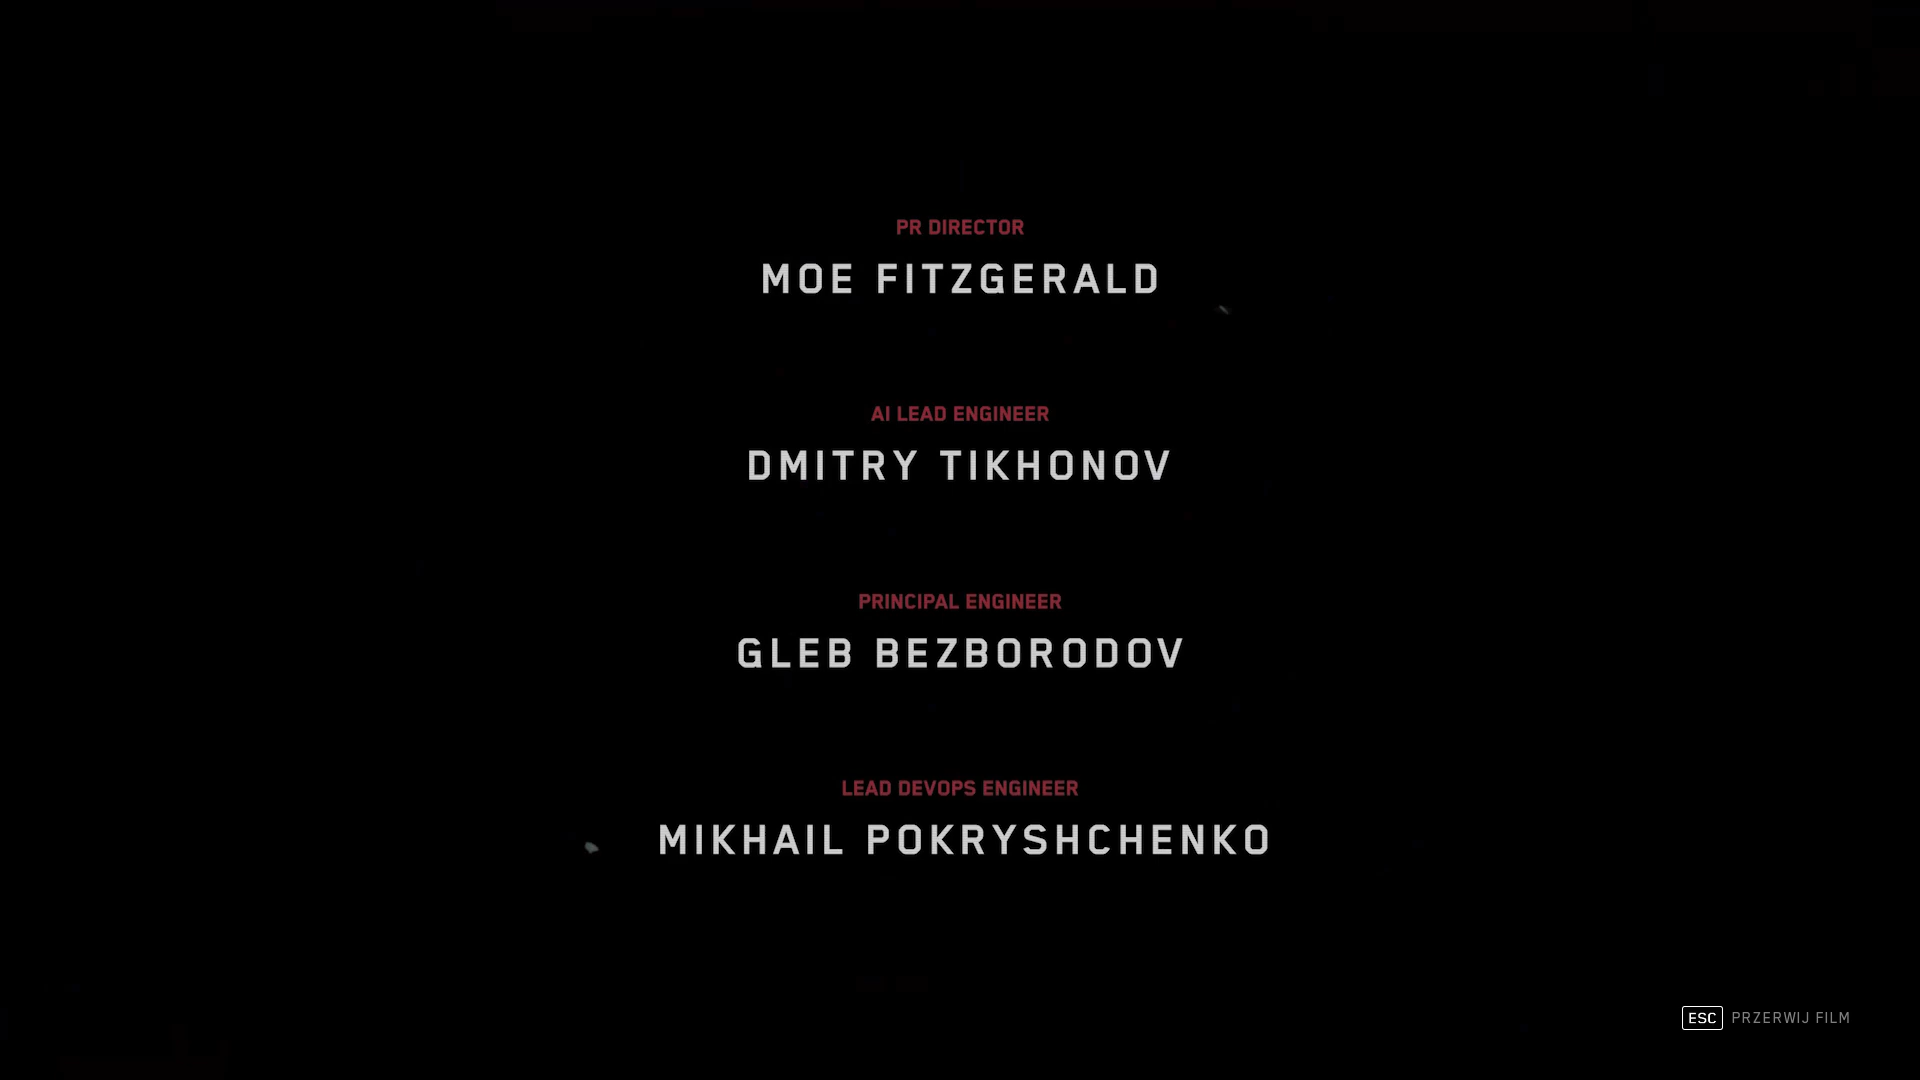 PR DIRECTOR
MOE FITZGERALD
AI LEAD ENGINEER
DMITRY TIKHONOV
PRINCIPAL ENGINEER
GLEB BEZBORODOV
LEAD DEVOPS ENGINEER
MIKHAIL POKRYSHCHENKO
ESC PRZERWIJ FILM